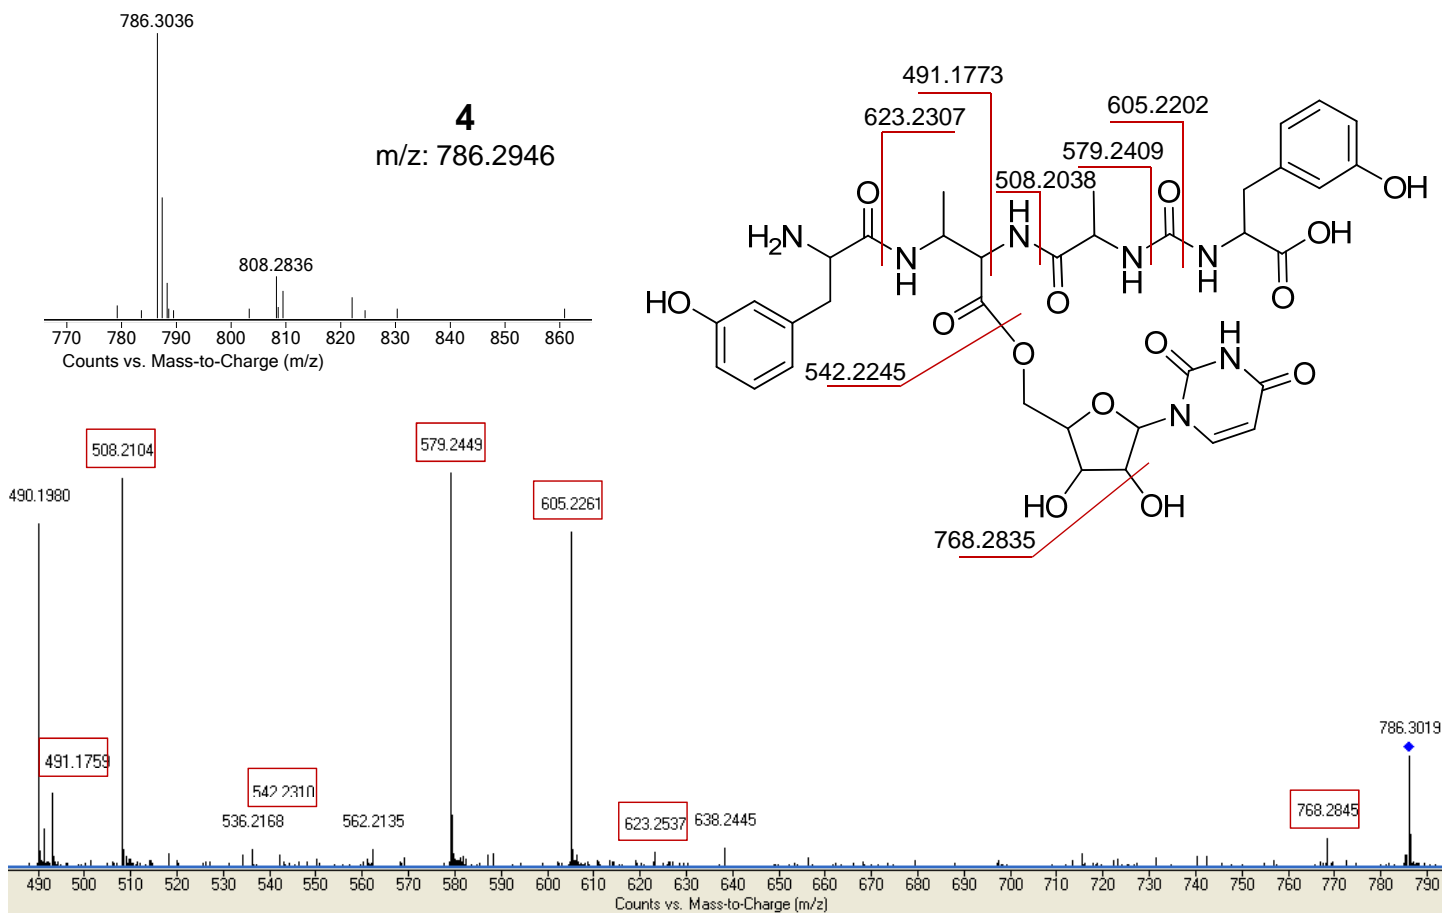 786.3036
4
m/z: 786.2946
808.2836
770 780 790 800 810 820 830 840 850 860
Counts vs. Mass-to-Charge (m/z)
491.1773
605.2202
623.2307
579.2409
508.2038
O
H
N
O
OH
H2N
N
H
O
N
H
N
H
OH
O
HO
O
O
542.2245
O
H
N
O
O
N
HO
OH
768.2835
508.2104
579.2449
490.1980
605.2261
491.1759
542.2310
536.2168
562.2135
623.2537
638.2445
768.2845
786.3019
490 500 510 520 530 540 550 560 570 580 590 600 610 620 630 640 650 660 670 680 690 700 710 720 730 740 750 760 770 780 790
Counts vs. Mass-to-Charge (m/z)